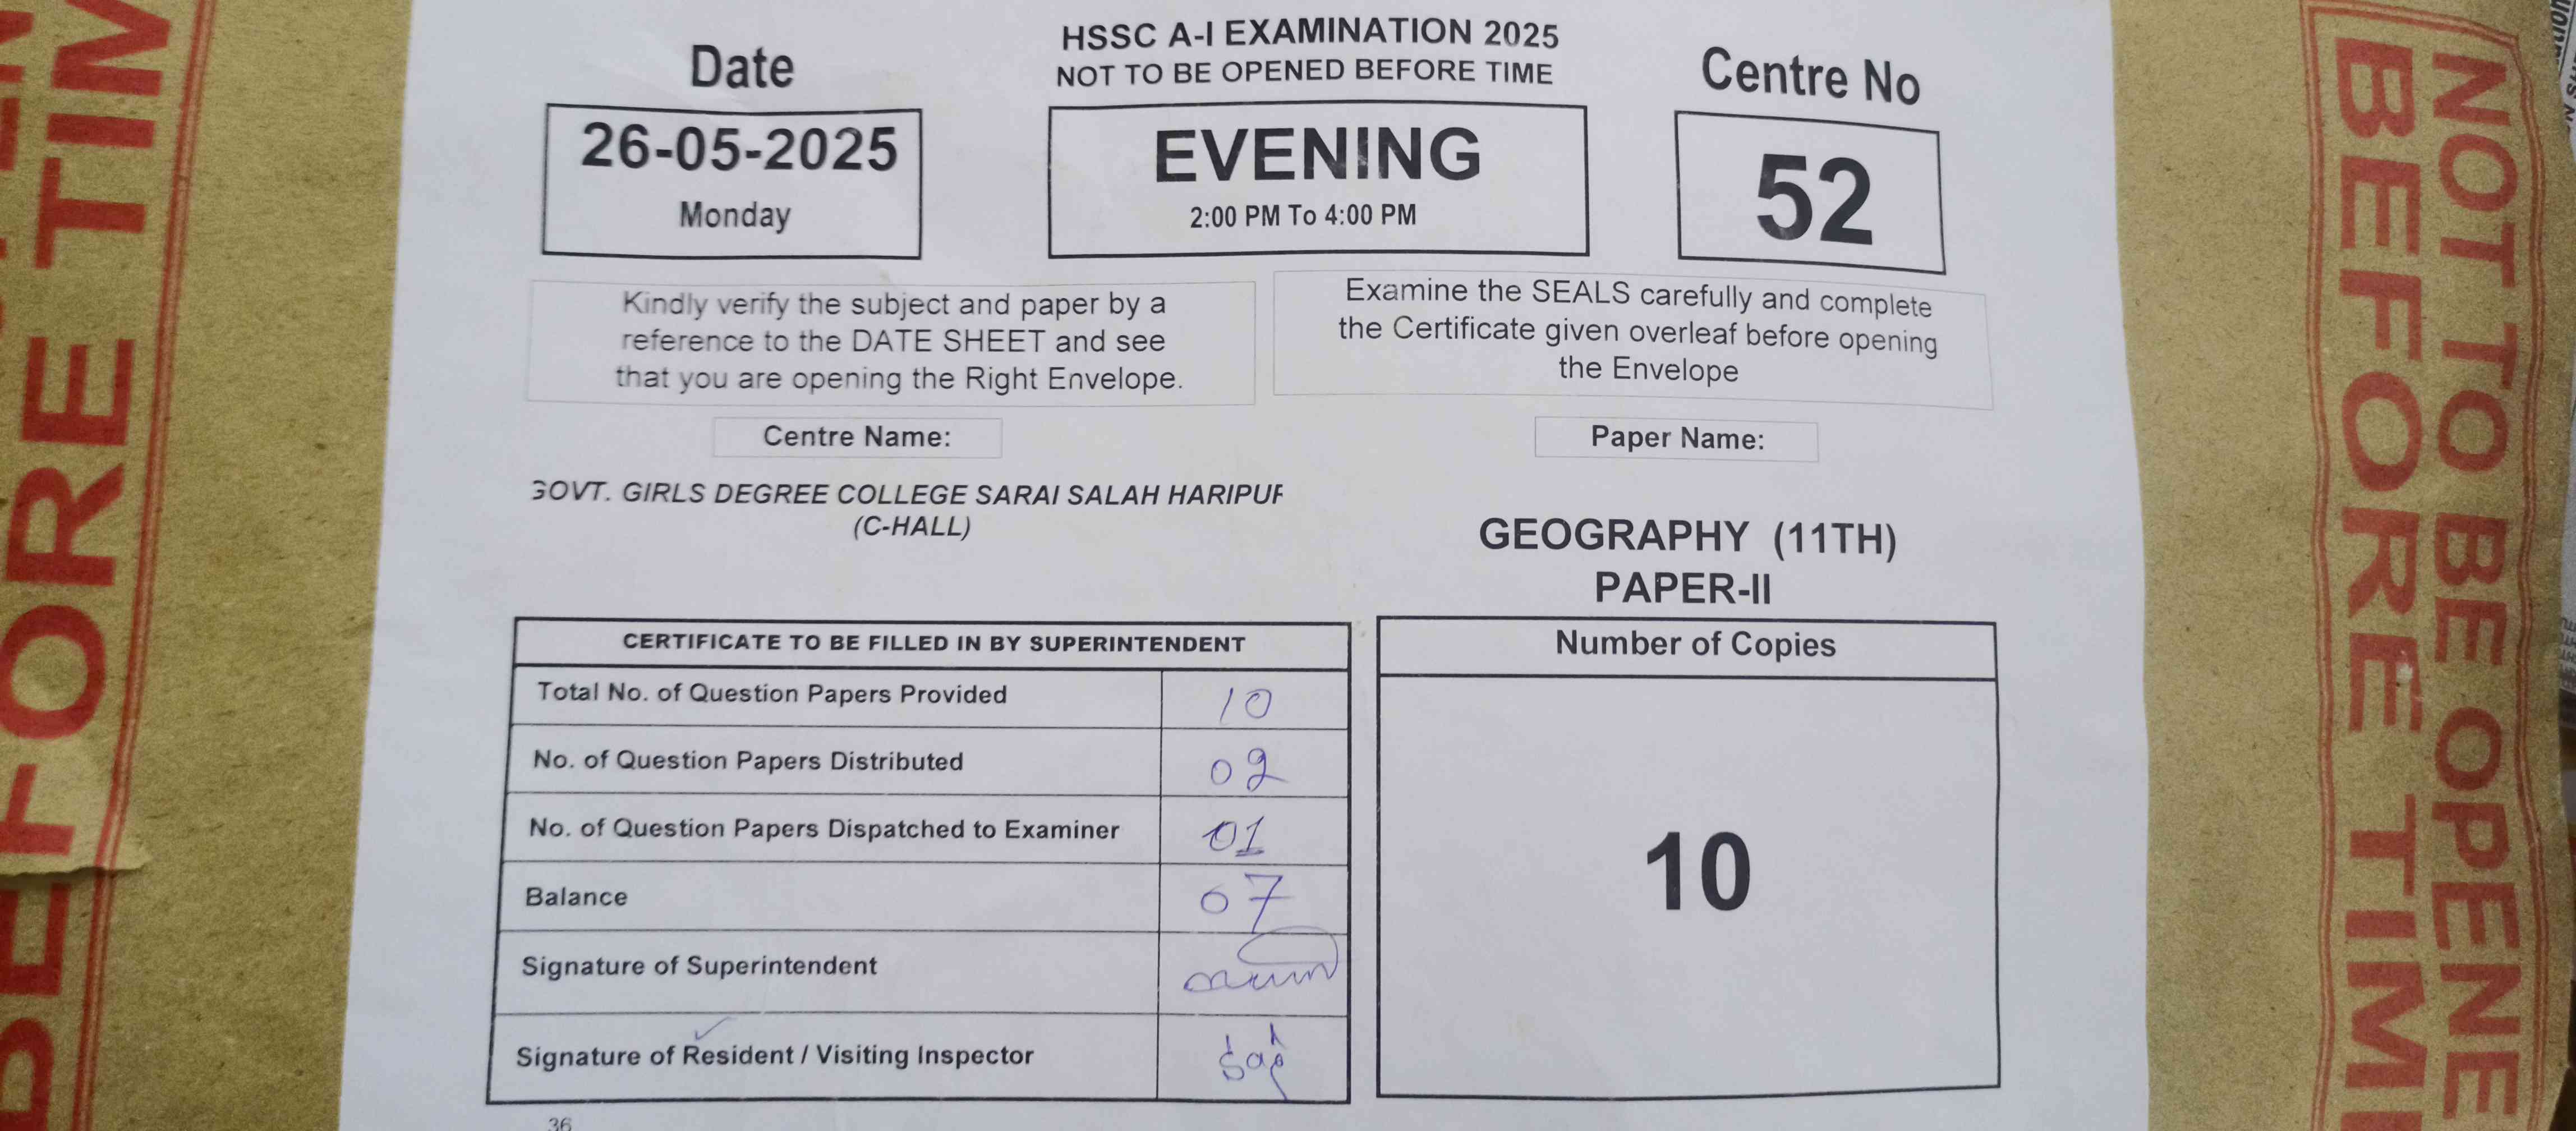 HSSC A-I EXAMINATION 2025
NOT TO BE OPENED BEFORE TIME
Date
26-05-2025
Monday
EVENING
2:00 PM To 4:00 PM
Centre No
52
Kindly verify the subject and paper by a
reference to the DATE SHEET and see
that you are opening the Right Envelope.
Examine the SEALS carefully and complete
the Certificate given overleaf before opening
the Envelope
Centre Name:
GOVT. GIRLS DEGREE COLLEGE SARAI SALAH HARIPUR
(C-HALL)
Paper Name:
GEOGRAPHY (11TH)
PAPER-II
CERTIFICATE TO BE FILLED IN BY SUPERINTENDENT
Total No. of Question Papers Provided 10
No. of Question Papers Distributed 02
No. of Question Papers Dispatched to Examiner 01
Balance 07
Signature of Superintendent
Signature of Resident / Visiting Inspector
Number of Copies
10
36
BEFORE TIM
NOT TO BE OPENE
BEFORE TIM